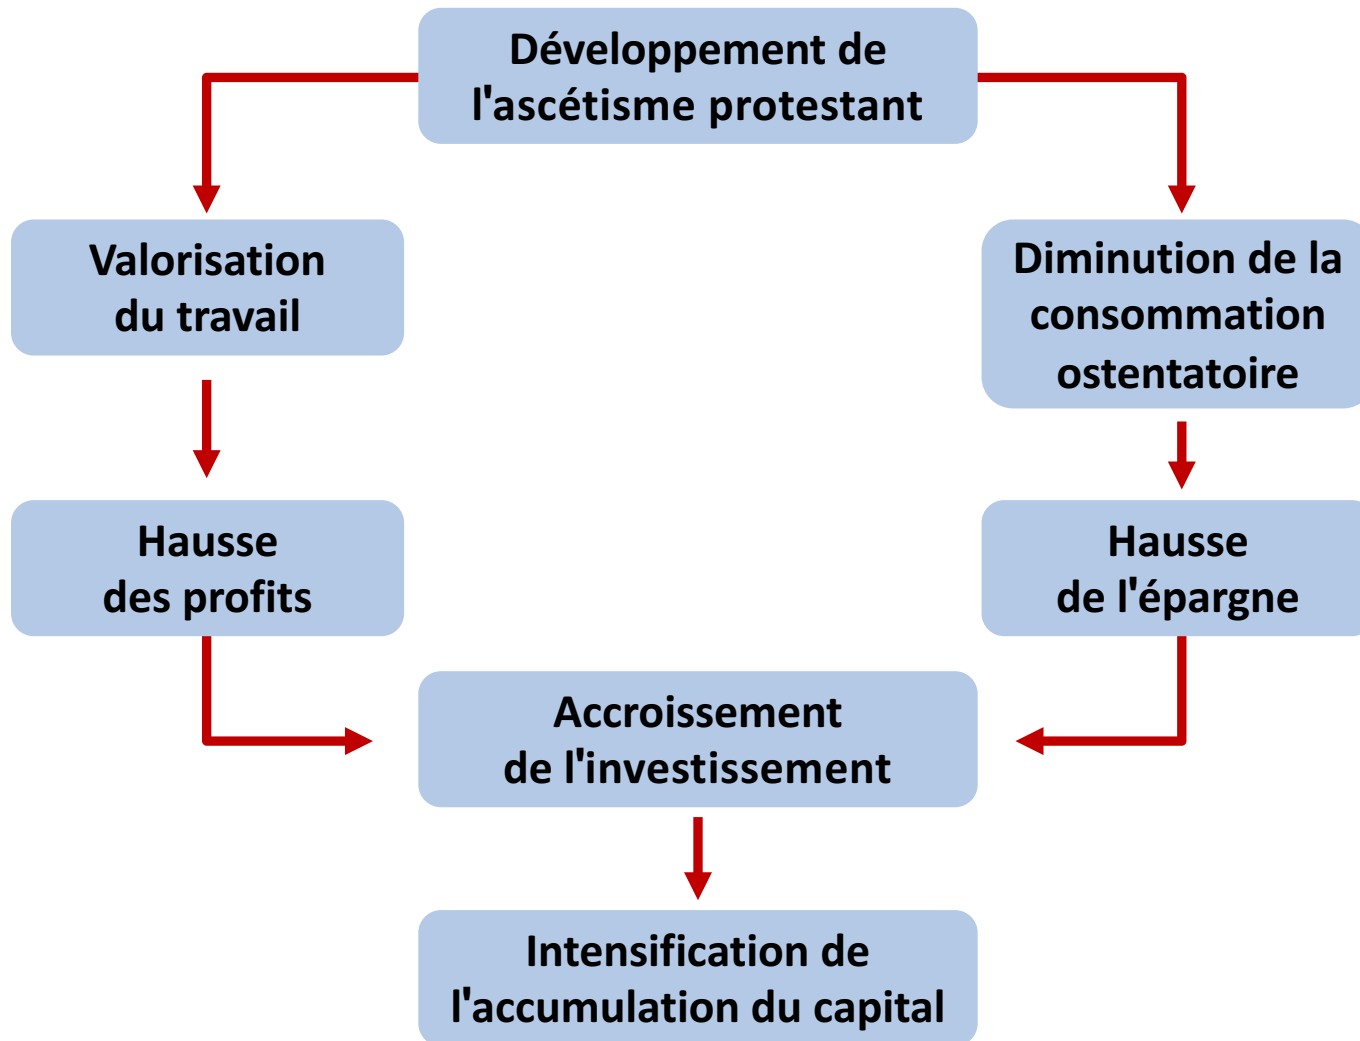 Développement de
l'ascétisme protestant
Valorisation
du travail
Diminution de la
consommation
ostentatoire
Hausse
des profits
Hausse
de l'épargne
Accroissement
de l'investissement
Intensification de
l'accumulation du capital